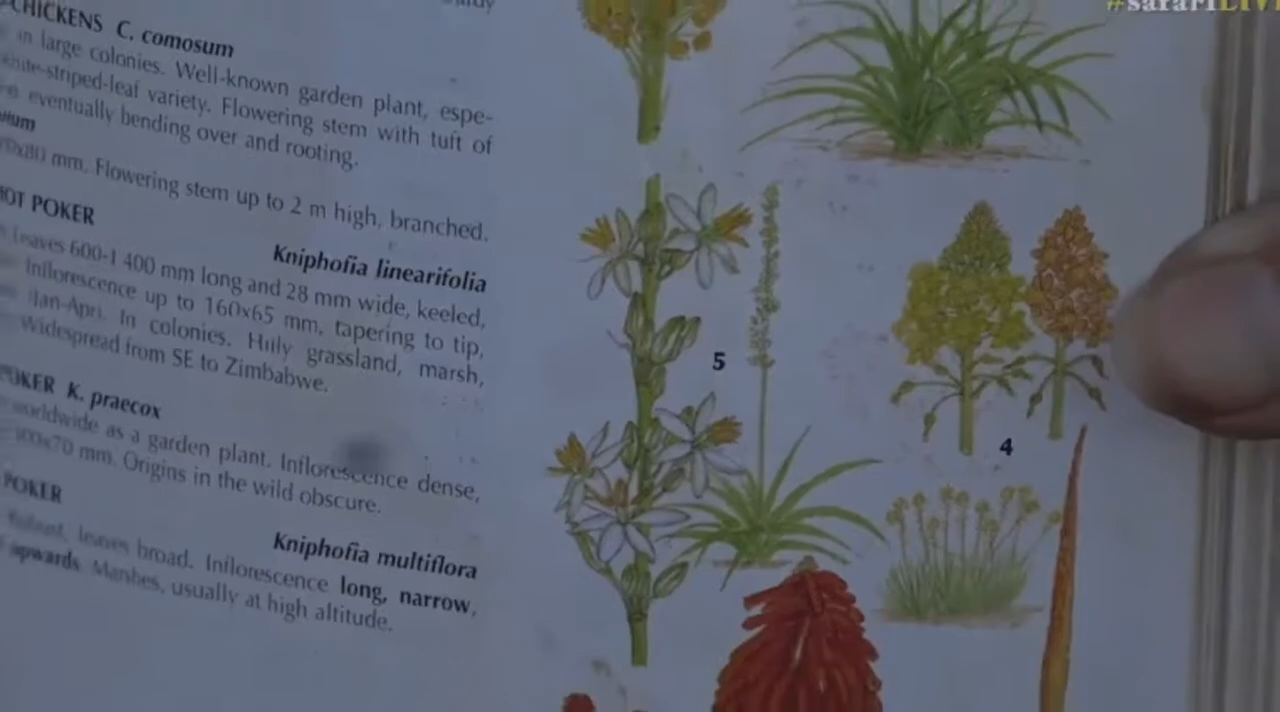 #safariLIVE
CHICKENS C. comosum
in large colonies. Well-known garden plant, espe-
white-striped-leaf variety. Flowering stem with tuft of
eventually bending over and rooting.
mm. Flowering stem up to 2 m high, branched.
HOT POKER
Kniphofia linearifolia
Leaves 600-1 400 mm long and 28 mm wide, keeled,
Inflorescence up to 160x65 mm, tapering to tip,
Jan-Apri. In colonies. Hilly grassland, marsh,
Widespread from SE to Zimbabwe.
POKER K. praecox
worldwide as a garden plant. Inflorescence dense,
mm. Origins in the wild obscure.
POKER
Kniphofia multiflora
Robust, leaves broad. Inflorescence long, narrow,
upwards. Marshes, usually at high altitude.
5
4